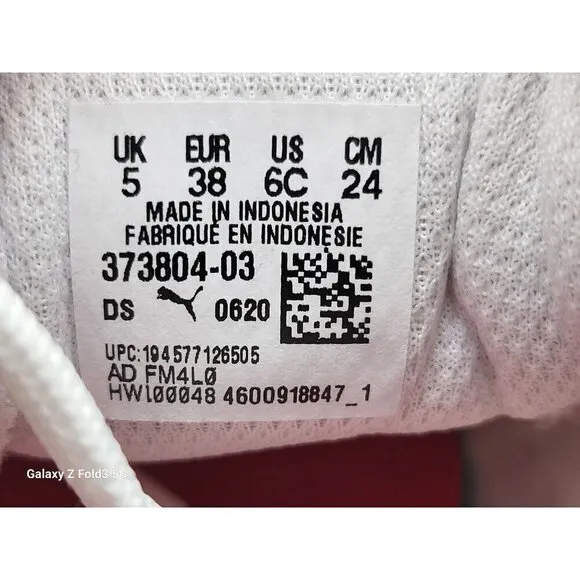 UK EUR US CM
5 38 6C 24
MADE IN INDONESIA
FABRIQUÉ EN INDONESIE
373804-03
DS 0620
UPC:194577126505
AD FM4L0
HWI00048 4600918847_1
Galaxy Z Fold3 5G